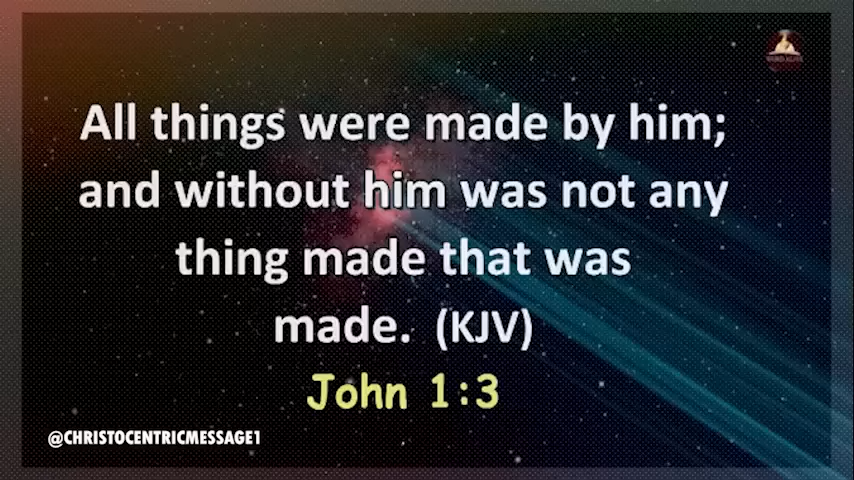 All things were made by him;
and without him was not any
thing made that was
made. (KJV)
John 1:3
@CHRISTOCENTRICMESSAGE1